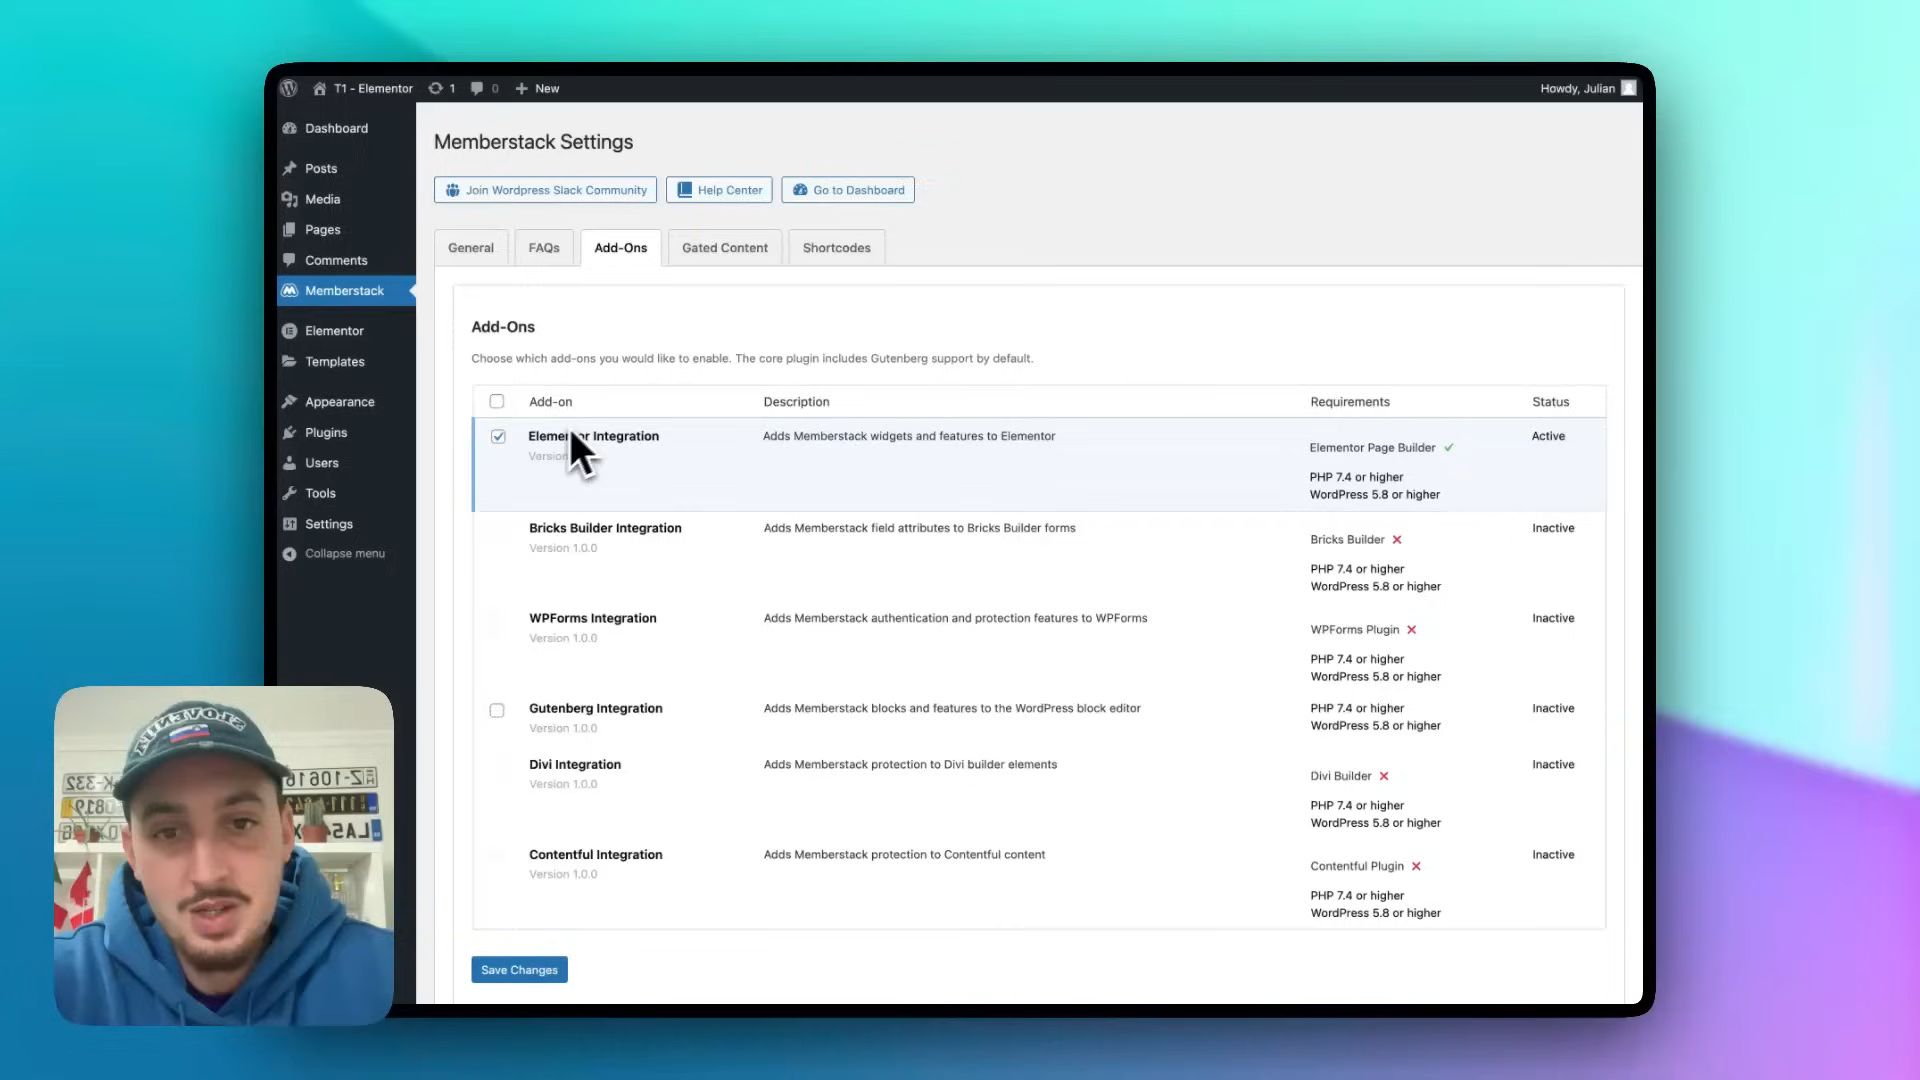 T1 - Elementor 1 0 New Howdy, Julian
Dashboard
Posts
Media
Pages
Comments
Memberstack
Elementor
Templates
Appearance
Plugins
Users
Tools
Settings
Collapse menu
Memberstack Settings
Join Wordpress Slack Community Help Center Go to Dashboard
General FAQs Add-Ons Gated Content Shortcodes
Add-Ons
Choose which add-ons you would like to enable. The core plugin includes Gutenberg support by default.
Add-on Description Requirements Status
Elementor Integration Adds Memberstack widgets and features to Elementor Active
Version
Elementor Page Builder
PHP 7.4 or higher
WordPress 5.8 or higher
Bricks Builder Integration Adds Memberstack field attributes to Bricks Builder forms Inactive
Version 1.0.0
Bricks Builder
PHP 7.4 or higher
WordPress 5.8 or higher
WPForms Integration Adds Memberstack authentication and protection features to WPForms Inactive
Version 1.0.0
WPForms Plugin
PHP 7.4 or higher
WordPress 5.8 or higher
Gutenberg Integration Adds Memberstack blocks and features to the WordPress block editor PHP 7.4 or higher Inactive
Version 1.0.0
WordPress 5.8 or higher
Divi Integration Adds Memberstack protection to Divi builder elements Inactive
Version 1.0.0
Divi Builder
PHP 7.4 or higher
WordPress 5.8 or higher
Contentful Integration Adds Memberstack protection to Contentful content Inactive
Version 1.0.0
Contentful Plugin
PHP 7.4 or higher
WordPress 5.8 or higher
Save Changes
SLOVENIJA